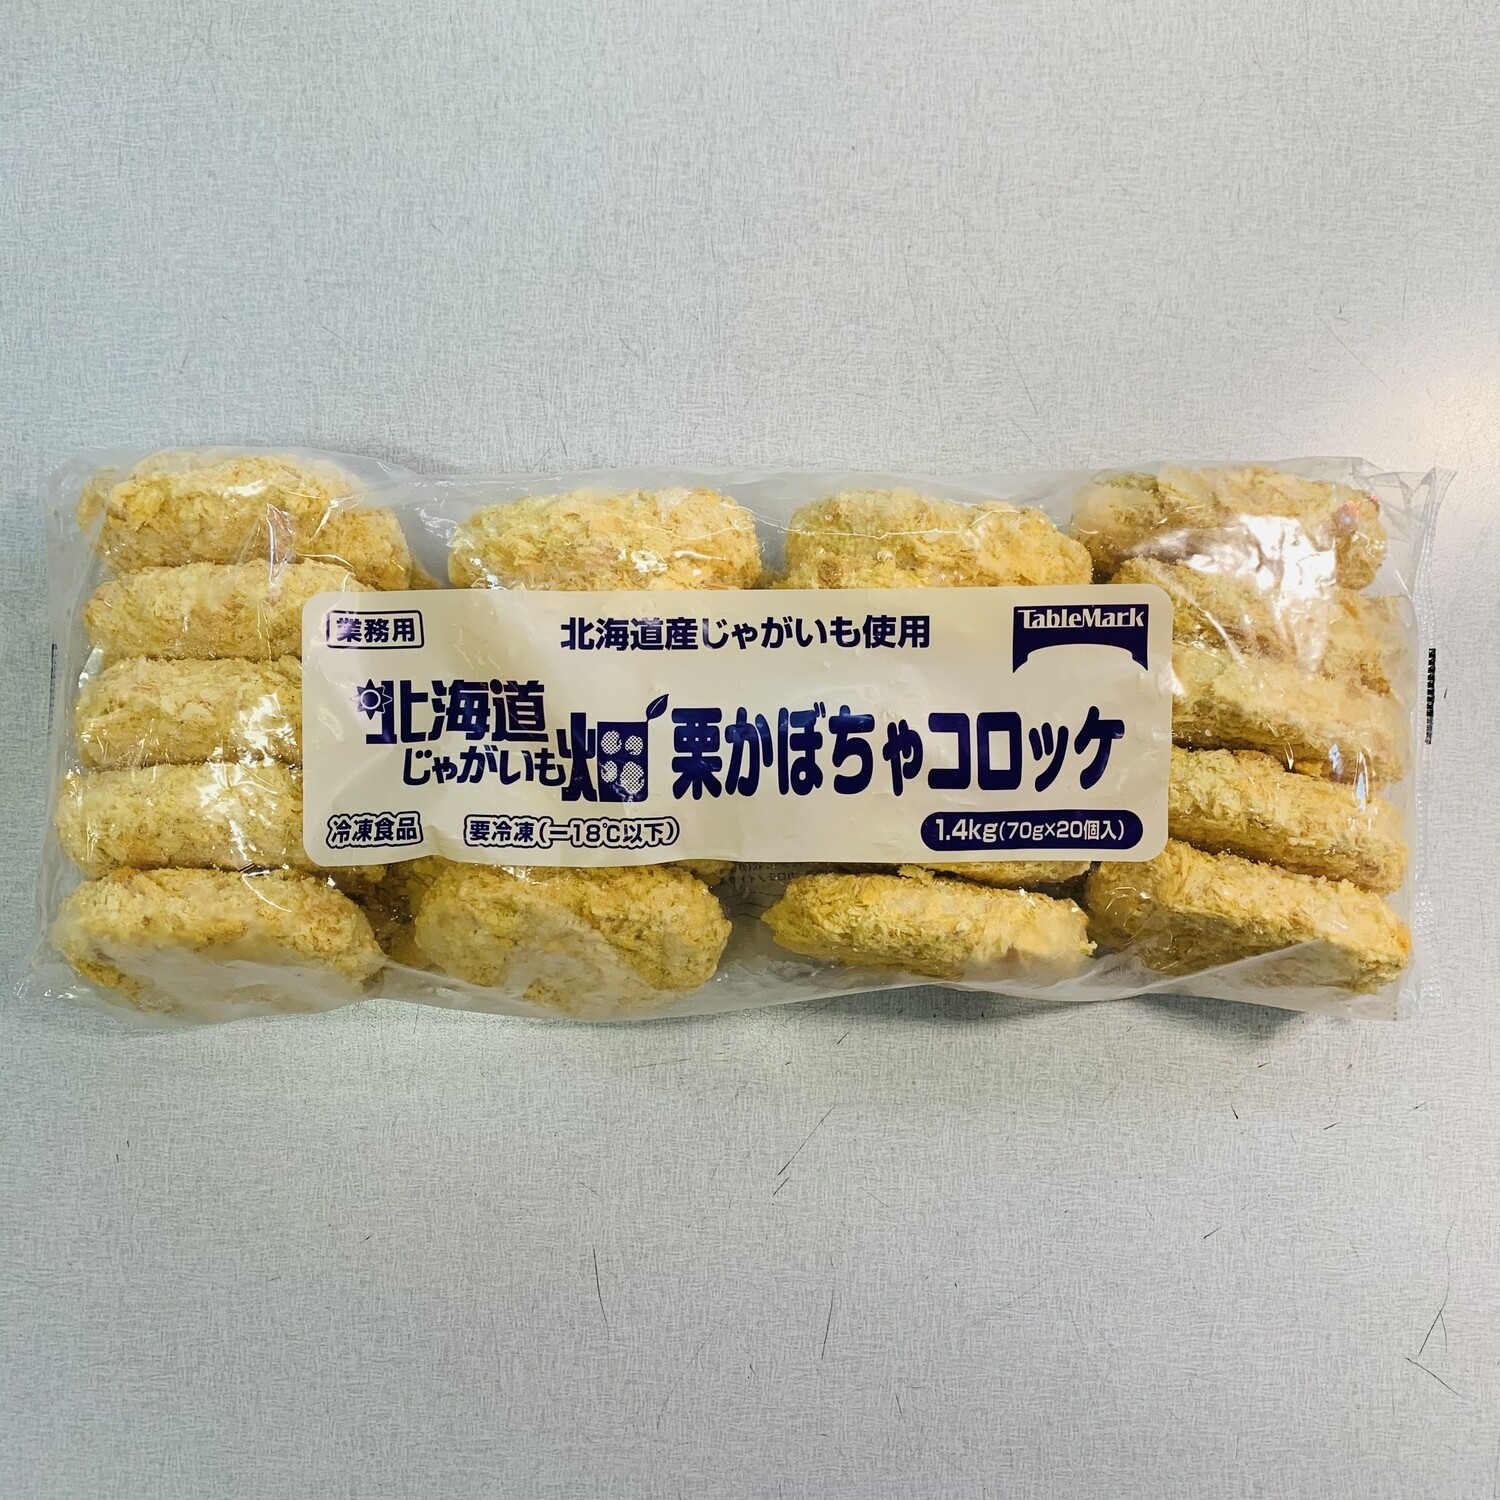 業務用
北海道産じゃがいも使用
TableMark
北海道
じゃがいも畑
栗かぼちゃコロッケ
冷凍食品
要冷凍(-18℃以下)
1.4kg(70g×20個入)